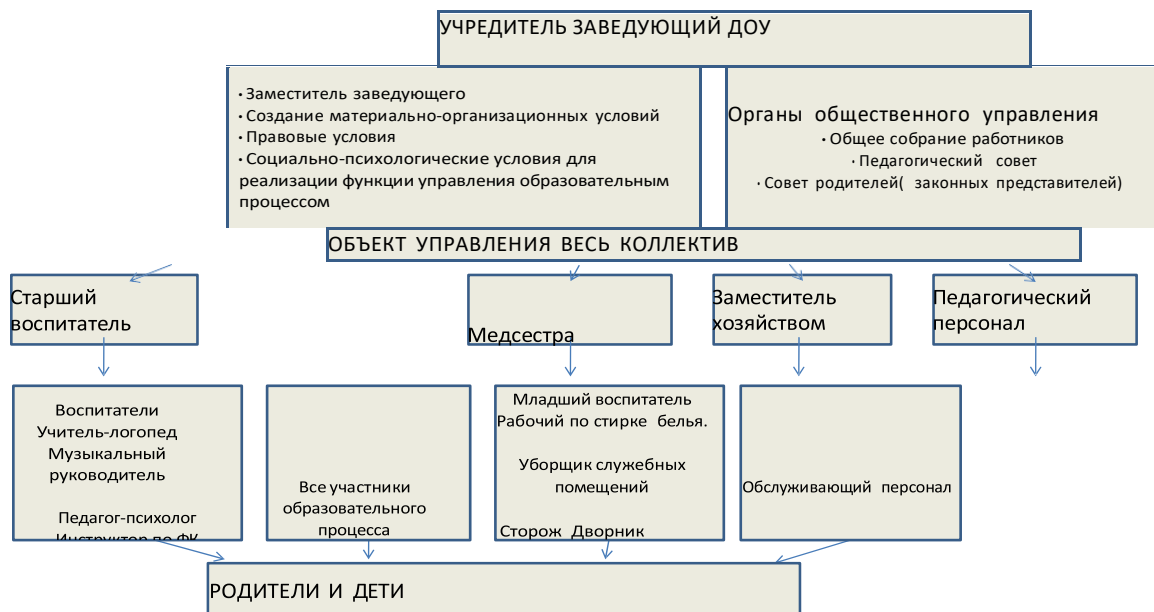 УЧРЕДИТЕЛЬ ЗАВЕДУЮЩИЙ ДОУ
· Заместитель заведующего
· Создание материально-организационных условий
· Правовые условия
· Социально-психологические условия для
реализации функции управления образовательным
процессом
Органы общественного управления
· Общее собрание работников
· Педагогический совет
· Совет родителей( законных представителей)
ОБЪЕКТ УПРАВЛЕНИЯ ВЕСЬ КОЛЛЕКТИВ
Старший
воспитатель
Медсестра
Заместитель
хозяйством
Педагогический
персонал
Воспитатели
Учитель-логопед
Музыкальный
руководитель
Педагог-психолог
Инструктор по ФК
Все участники
образовательного
процесса
Младший воспитатель
Рабочий по стирке белья.
Уборщик служебных
помещений
Сторож Дворник
Обслуживающий персонал
РОДИТЕЛИ И ДЕТИ